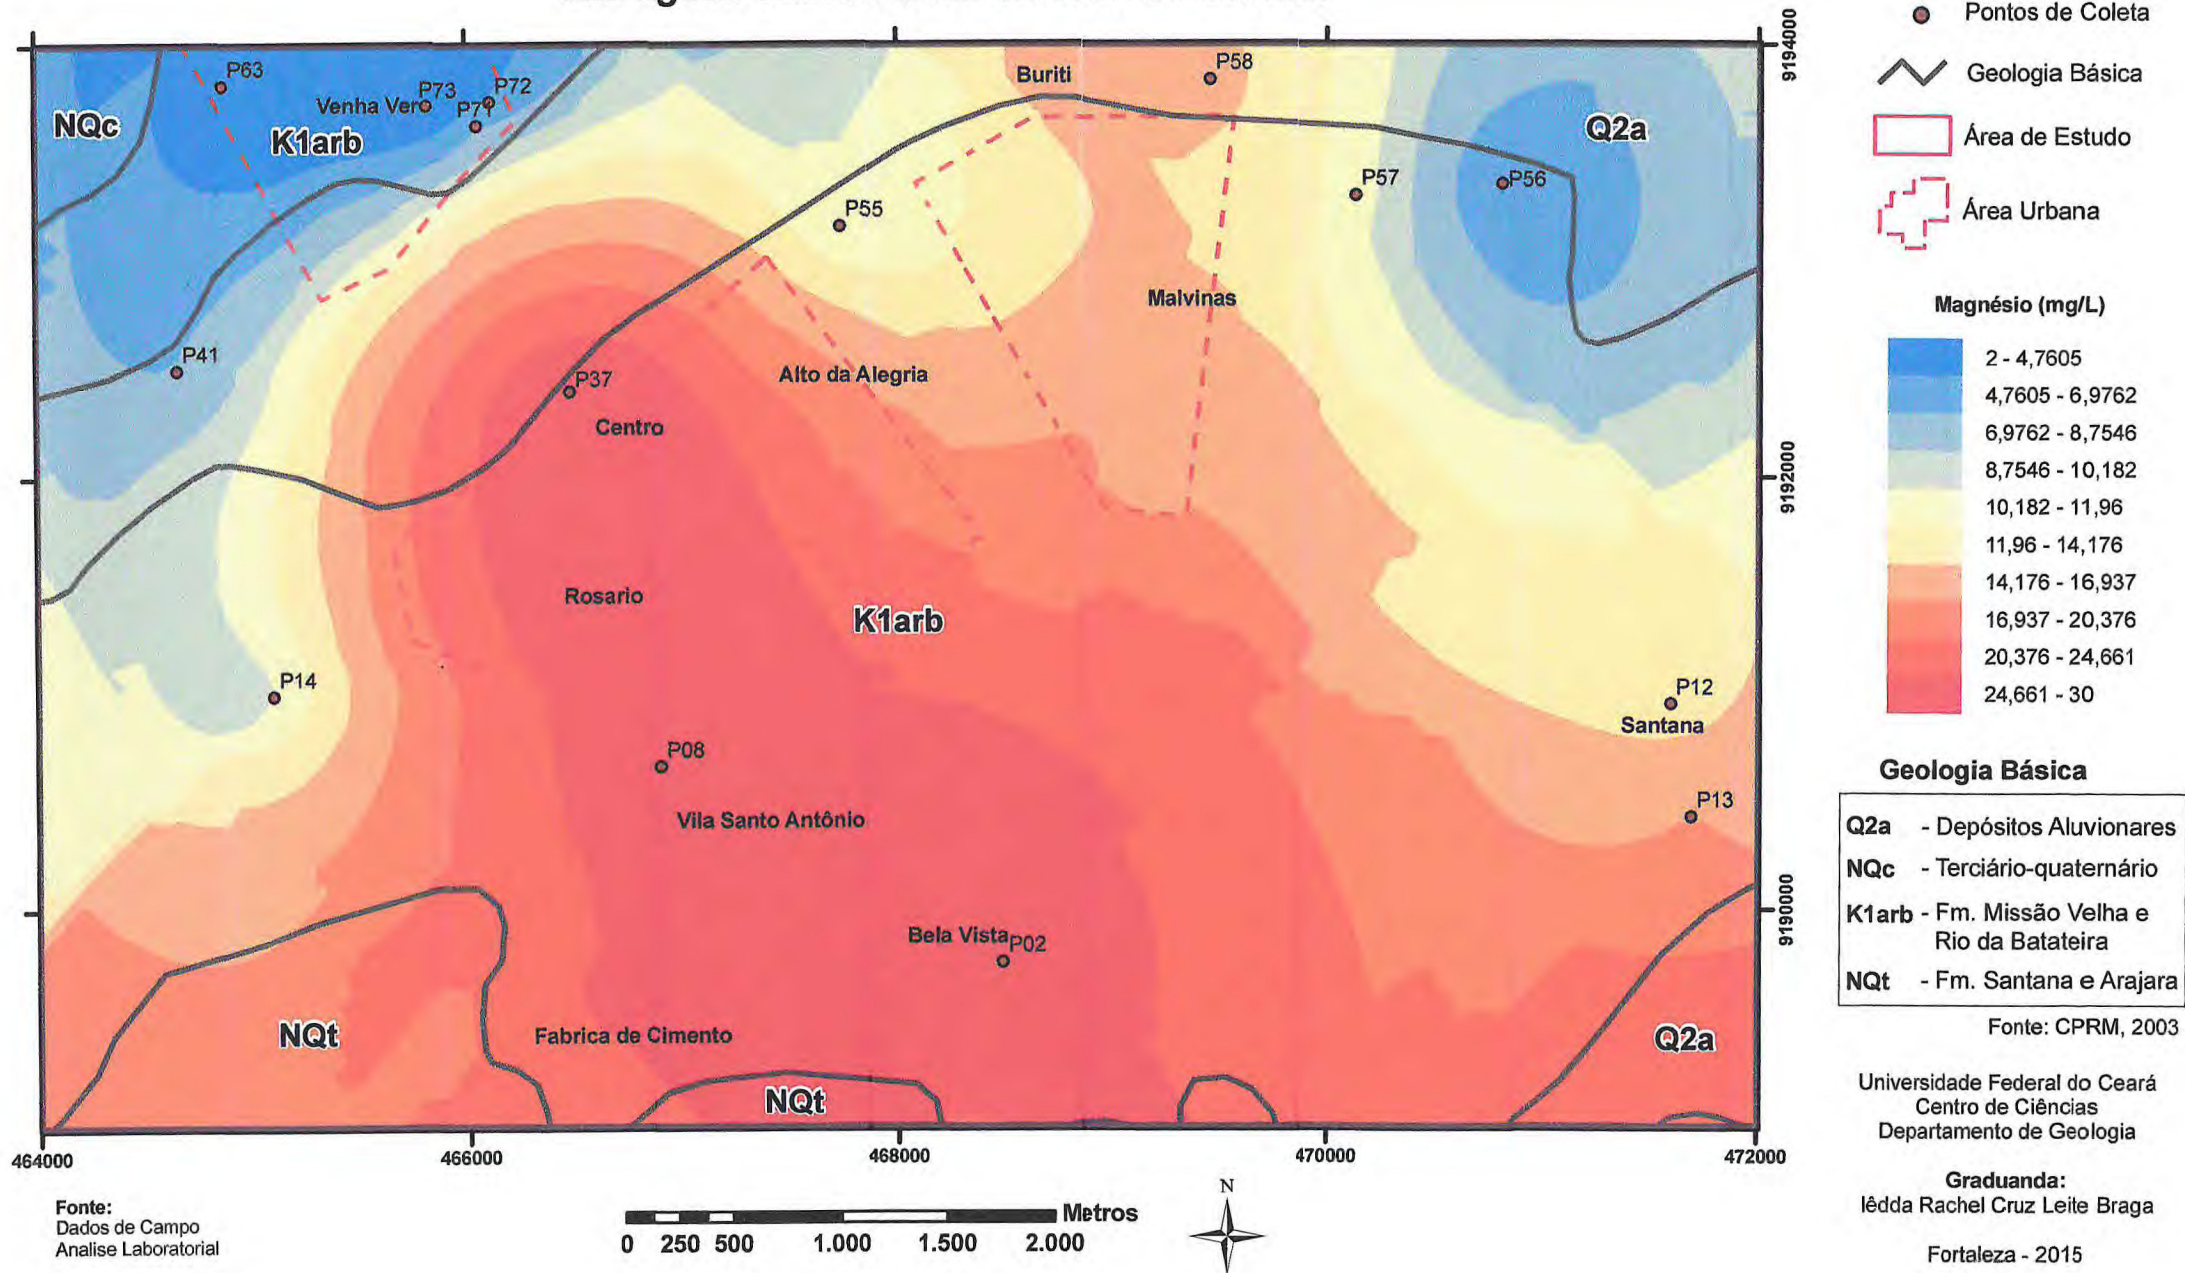 P63
Venha Ver
P73
P72
P71
NQc
K1arb
Buriti
P58
Q2a
P57
P56
P55
Malvinas
P41
P37
Alto da Alegria
Centro
Rosario
K1arb
P14
P12
Santana
P08
P13
Vila Santo Antônio
Bela Vista
P02
NQt
Fabrica de Cimento
NQt
Q2a
9194000
9192000
9190000
464000
466000
468000
470000
472000
Fonte:
Dados de Campo
Analise Laboratorial
Metros
0 250 500 1.000 1.500 2.000
N
Pontos de Coleta
Geologia Básica
Área de Estudo
Área Urbana
Magnésio (mg/L)
2 - 4,7605
4,7605 - 6,9762
6,9762 - 8,7546
8,7546 - 10,182
10,182 - 11,96
11,96 - 14,176
14,176 - 16,937
16,937 - 20,376
20,376 - 24,661
24,661 - 30
Geologia Básica
Q2a - Depósitos Aluvionares
NQc - Terciário-quaternário
K1arb - Fm. Missão Velha e
Rio da Batateira
NQt - Fm. Santana e Arajara
Fonte: CPRM, 2003
Universidade Federal do Ceará
Centro de Ciências
Departamento de Geologia
Graduanda:
Iêdda Rachel Cruz Leite Braga
Fortaleza - 2015